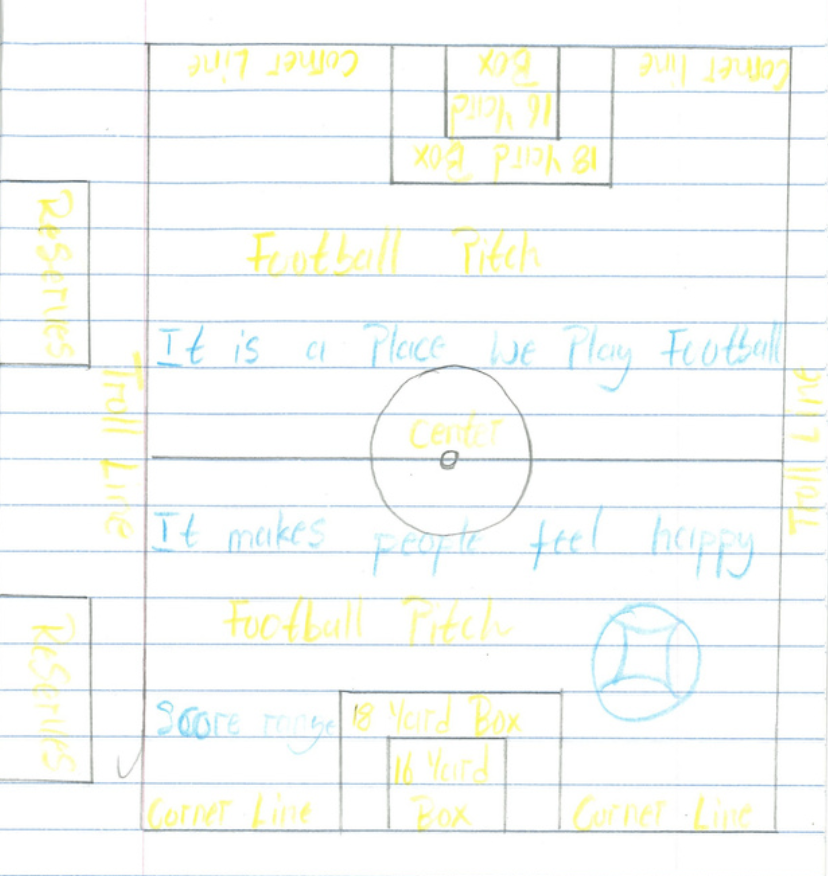 Corner Line
Box
Corner line
16 Yard
18 Yard Box
Reserves
Football Pitch
It is a Place we Play Football
Troll Line
Troll Line
Center
It makes people feel happy
Football Pitch
Reserves
Score range
18 Yard Box
16 Yard
Corner Line
Box
Corner Line